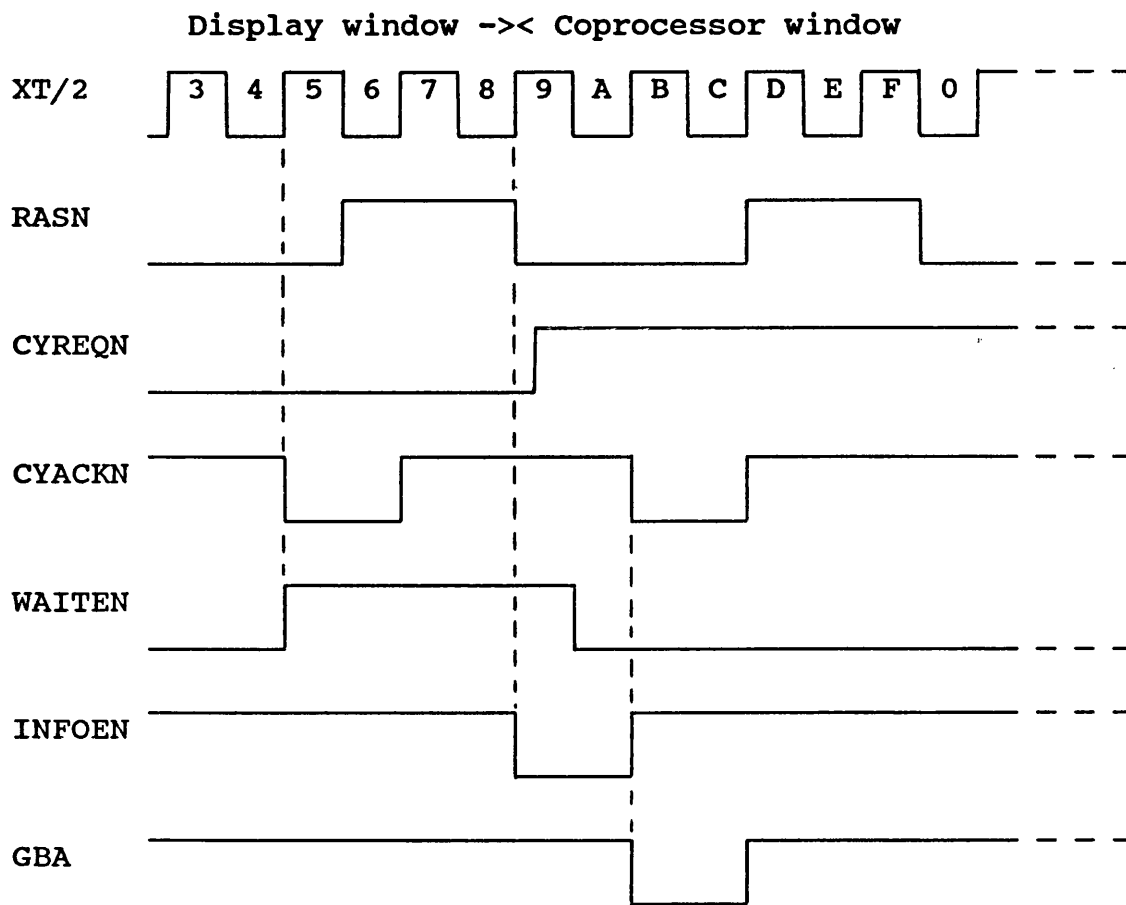 Display window -->< Coprocessor window
XT/2 3 4 5 6 7 8 9 A B C D E F 0
RASN
CYREQN
CYACKN
WAITEN
INFOEN
GBA